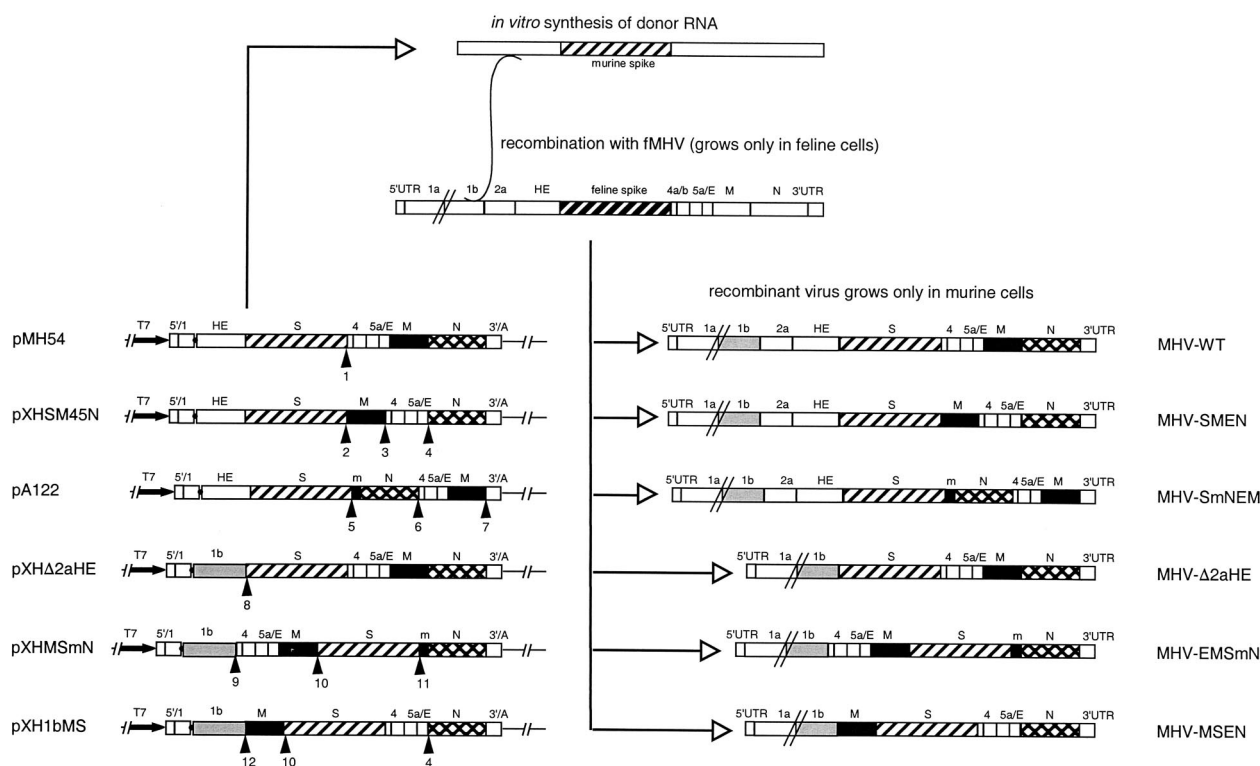 in vitro synthesis of donor RNA
murine spike
recombination with fMHV (grows only in feline cells)
5'UTR 1a 1b 2a HE feline spike 4a/b 5a/E M N 3'UTR
recombinant virus grows only in murine cells
pMH54 T7 5'/1 HE S 4 5a/E M N 3'/A
1
5'UTR 1a 1b 2a HE S 4 5a/E M N 3'UTR MHV-WT
pXHSM45N T7 5'/1 HE S M 4 5a/E N 3'/A
2 3 4
5'UTR 1a 1b 2a HE S M 4 5a/E N 3'UTR MHV-SMEN
pA122 T7 5'/1 HE S m N 4 5a/E M 3'/A
5 6 7
5'UTR 1a 1b 2a HE S m N 4 5a/E M 3'UTR MHV-SmNEM
pXHΔ2aHE T7 5'/1 1b S 4 5a/E M N 3'/A
8
5'UTR 1a 1b S 4 5a/E M N 3'UTR MHV-Δ2aHE
pXHMSmN T7 5'/1 1b 4 5a/E M S m N 3'/A
9 10 11
5'UTR 1a 1b 4 5a/E M S m N 3'UTR MHV-EMSmN
pXH1bMS T7 5'/1 1b M S 4 5a/E N 3'/A
12 10 4
5'UTR 1a 1b M S 4 5a/E N 3'UTR MHV-MSEN